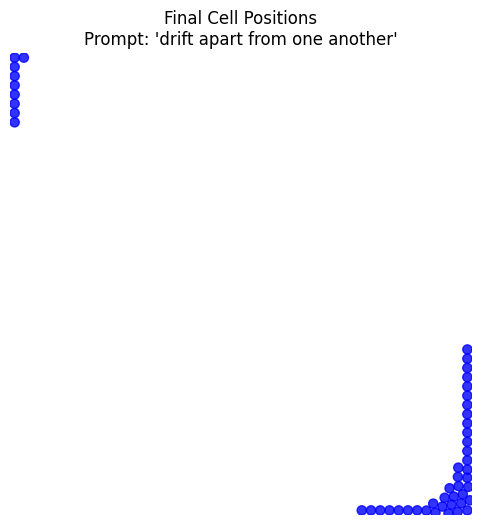 Final Cell Positions
Prompt: 'drift apart from one another'